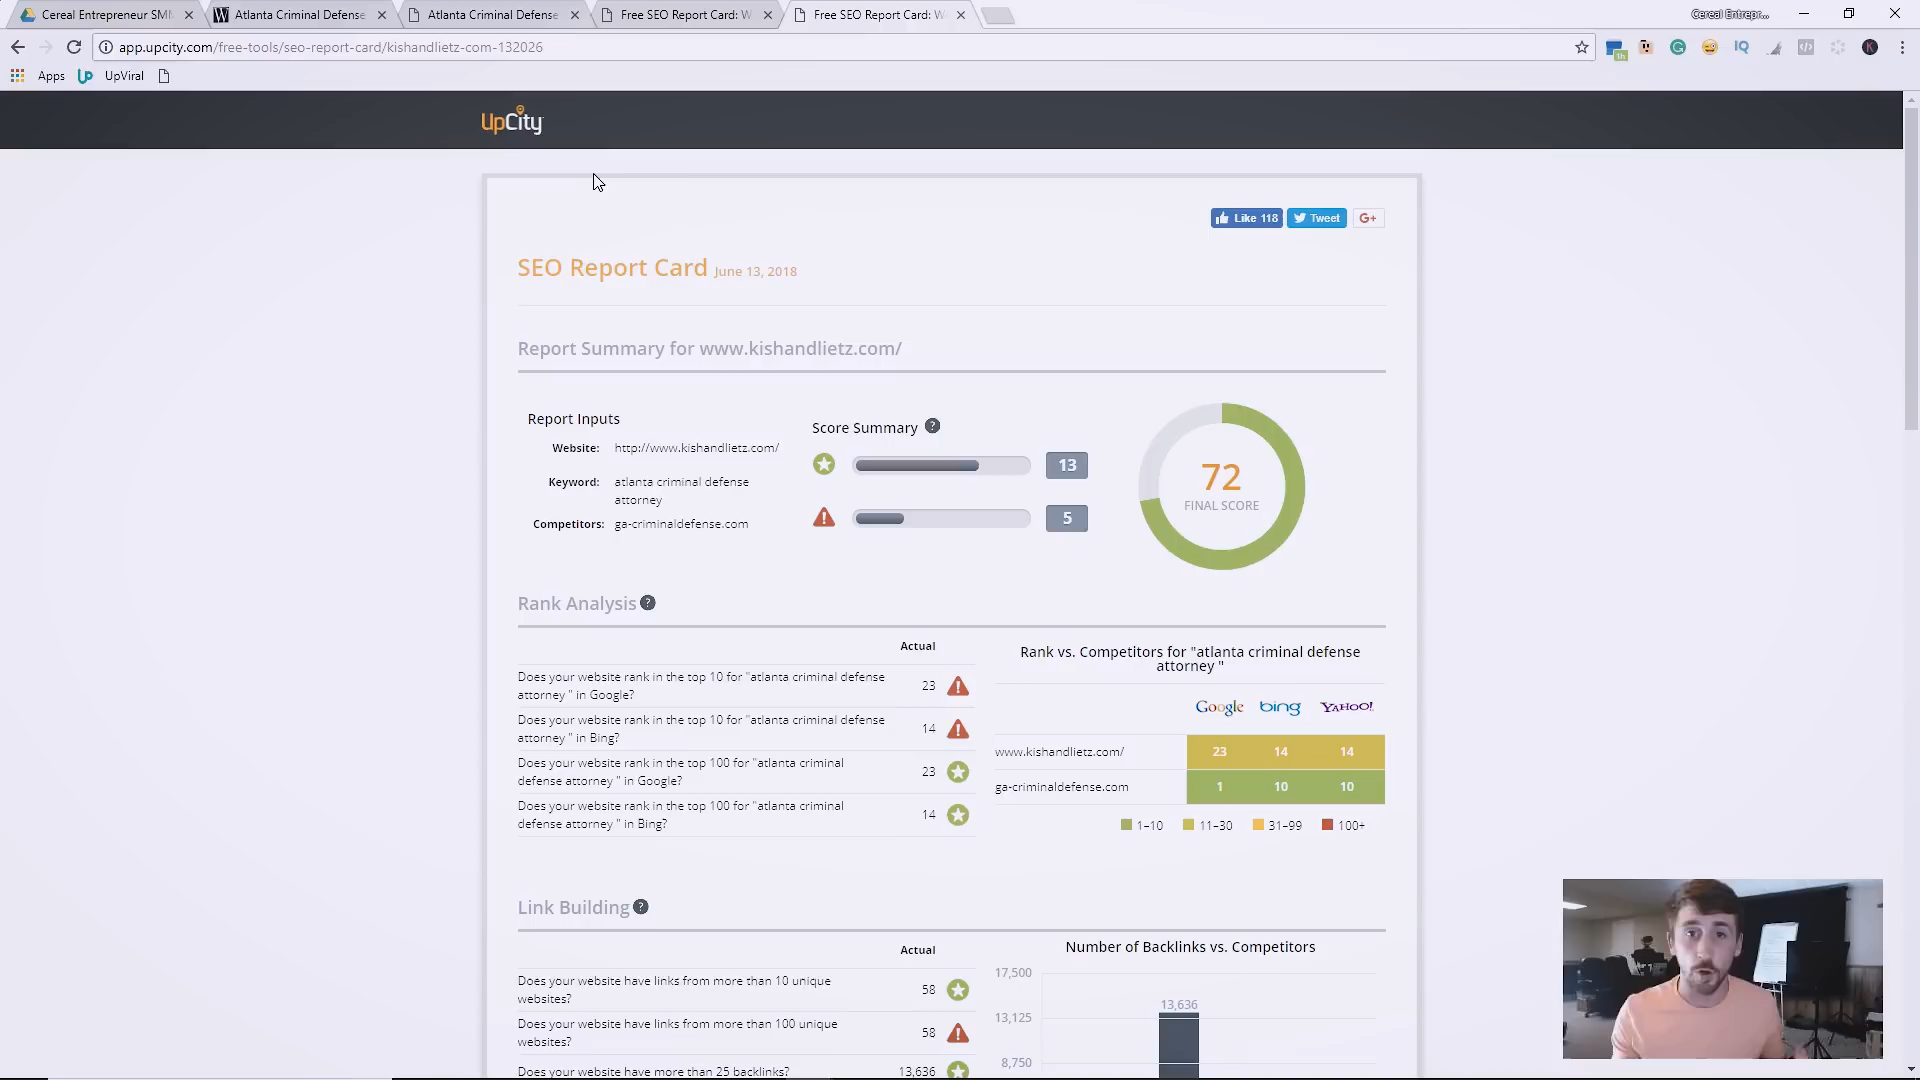 Cereal Entrepreneur SMM
Atlanta Criminal Defense
Atlanta Criminal Defense
Free SEO Report Card: W
Free SEO Report Card: W
Cereal Entrepr...
app.upcity.com/free-tools/seo-report-card/kishandlietz-com-132026
Apps
UpViral
UpCity
Like 118
Tweet
G+
SEO Report Card June 13, 2018
Report Summary for www.kishandlietz.com/
Report Inputs
Website: http://www.kishandlietz.com/
Keyword: atlanta criminal defense
attorney
Competitors: ga-criminaldefense.com
Score Summary ?
13
5
72
FINAL SCORE
Rank Analysis ?
Actual
Does your website rank in the top 10 for "atlanta criminal defense
attorney " in Google?
23
Does your website rank in the top 10 for "atlanta criminal defense
attorney " in Bing?
14
Does your website rank in the top 100 for "atlanta criminal
defense attorney " in Google?
23
Does your website rank in the top 100 for "atlanta criminal
defense attorney " in Bing?
14
Rank vs. Competitors for "atlanta criminal defense
attorney "
Google bing YAHOO!
www.kishandlietz.com/ 23 14 14
ga-criminaldefense.com 1 10 10
1–10 11–30 31–99 100+
Link Building ?
Actual
Does your website have links from more than 10 unique
websites?
58
Does your website have links from more than 100 unique
websites?
58
Does your website have more than 25 backlinks? 13,636
Number of Backlinks vs. Competitors
17,500
13,636
13,125
8,750